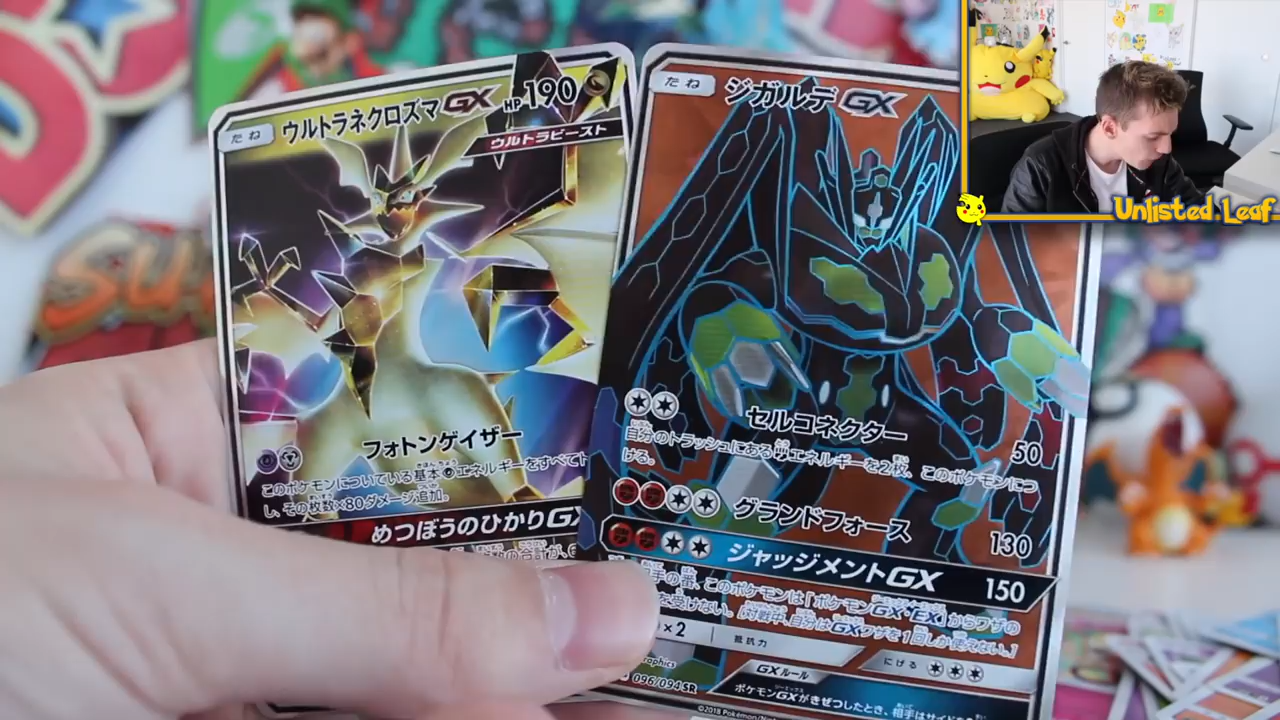 たね
ウルトラネクロズマGX
HP190
ウルトラビースト
フォトンゲイザー
このポケモンについている基本エネルギーをすべてト
し、その枚数×80ダメージ追加。
めつぼうのひかりGX
たね
ジガルデGX
セルコネクター 50
自分のトラッシュにあるエネルギーを2枚、このポケモンにつ
ける。
グランドフォース 130
ジャッジメントGX 150
手の番、このポケモンは「ポケモンGX・EX」からワザの
を受けない。[対戦中、自分はGXワザを1回しか使えない。]
×2 抵抗力
にげる
GXルール
ポケモンGXがきぜつしたとき、相手はサイドを
096/094 SR
©2018 Pokémon/Nin
Unlisted Leaf